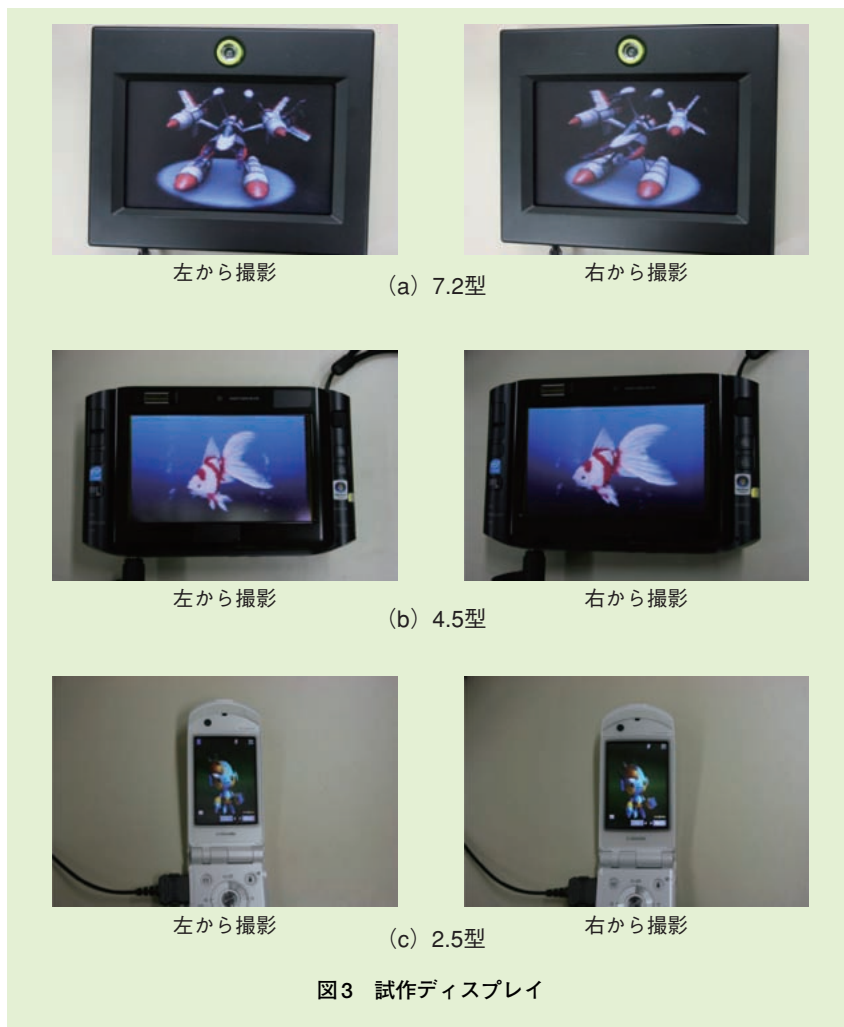 左から撮影
右から撮影
（a）7.2型
左から撮影
右から撮影
（b）4.5型
左から撮影
右から撮影
（c）2.5型
図3　試作ディスプレイ